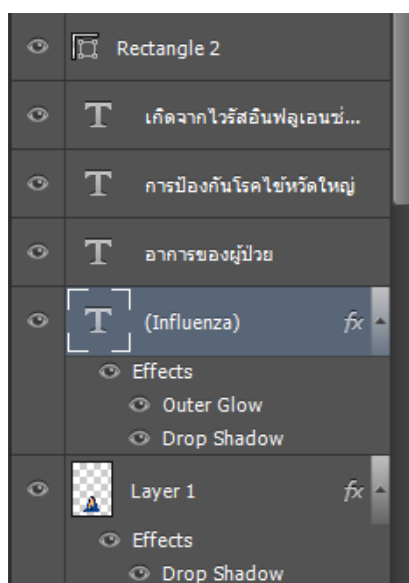 Rectangle 2
T เกิดจากไวรัสอินฟลูเอนซ่...
T การป้องกันโรคไข้หวัดใหญ่
T อาการของผู้ป่วย
T (Influenza) fx
Effects
Outer Glow
Drop Shadow
Layer 1 fx
Effects
Drop Shadow